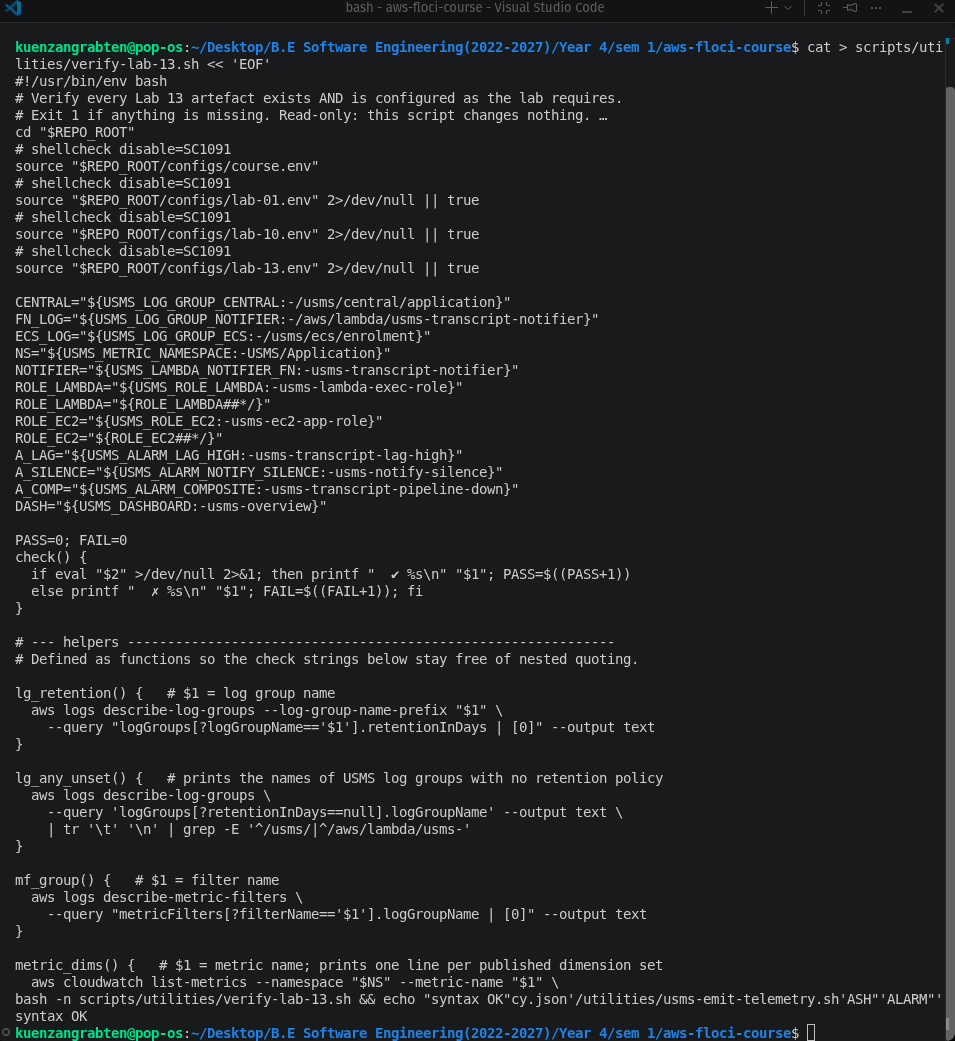 bash - aws-floci-course - Visual Studio Code
kuenzangrabten@pop-os:~/Desktop/B.E Software Engineering(2022-2027)/Year 4/sem 1/aws-floci-course$ cat > scripts/uti
lities/verify-lab-13.sh << 'EOF'
#!/usr/bin/env bash
# Verify every Lab 13 artefact exists AND is configured as the lab requires.
# Exit 1 if anything is missing. Read-only: this script changes nothing. …
cd "$REPO_ROOT"
# shellcheck disable=SC1091
source "$REPO_ROOT/configs/course.env"
# shellcheck disable=SC1091
source "$REPO_ROOT/configs/lab-01.env" 2>/dev/null || true
# shellcheck disable=SC1091
source "$REPO_ROOT/configs/lab-10.env" 2>/dev/null || true
# shellcheck disable=SC1091
source "$REPO_ROOT/configs/lab-13.env" 2>/dev/null || true

CENTRAL="${USMS_LOG_GROUP_CENTRAL:-/usms/central/application}"
FN_LOG="${USMS_LOG_GROUP_NOTIFIER:-/aws/lambda/usms-transcript-notifier}"
ECS_LOG="${USMS_LOG_GROUP_ECS:-/usms/ecs/enrolment}"
NS="${USMS_METRIC_NAMESPACE:-USMS/Application}"
NOTIFIER="${USMS_LAMBDA_NOTIFIER_FN:-usms-transcript-notifier}"
ROLE_LAMBDA="${USMS_ROLE_LAMBDA:-usms-lambda-exec-role}"
ROLE_LAMBDA="${ROLE_LAMBDA##*/}"
ROLE_EC2="${USMS_ROLE_EC2:-usms-ec2-app-role}"
ROLE_EC2="${ROLE_EC2##*/}"
A_LAG="${USMS_ALARM_LAG_HIGH:-usms-transcript-lag-high}"
A_SILENCE="${USMS_ALARM_NOTIFY_SILENCE:-usms-notify-silence}"
A_COMP="${USMS_ALARM_COMPOSITE:-usms-transcript-pipeline-down}"
DASH="${USMS_DASHBOARD:-usms-overview}"

PASS=0; FAIL=0
check() {
  if eval "$2" >/dev/null 2>&1; then printf "  ✔ %s\n" "$1"; PASS=$((PASS+1))
  else printf "  ✗ %s\n" "$1"; FAIL=$((FAIL+1)); fi
}

# --- helpers -------------------------------------------------------------
# Defined as functions so the check strings below stay free of nested quoting.

lg_retention() {   # $1 = log group name
  aws logs describe-log-groups --log-group-name-prefix "$1" \
    --query "logGroups[?logGroupName=='$1'].retentionInDays | [0]" --output text
}

lg_any_unset() {   # prints the names of USMS log groups with no retention policy
  aws logs describe-log-groups \
    --query 'logGroups[?retentionInDays==null].logGroupName' --output text \
    | tr '\t' '\n' | grep -E '^/usms/|^/aws/lambda/usms-'
}

mf_group() {   # $1 = filter name
  aws logs describe-metric-filters \
    --query "metricFilters[?filterName=='$1'].logGroupName | [0]" --output text
}

metric_dims() {   # $1 = metric name; prints one line per published dimension set
  aws cloudwatch list-metrics --namespace "$NS" --metric-name "$1" \
bash -n scripts/utilities/verify-lab-13.sh && echo "syntax OK"cy.json'/utilities/usms-emit-telemetry.sh'ASH"'ALARM"'
syntax OK
kuenzangrabten@pop-os:~/Desktop/B.E Software Engineering(2022-2027)/Year 4/sem 1/aws-floci-course$